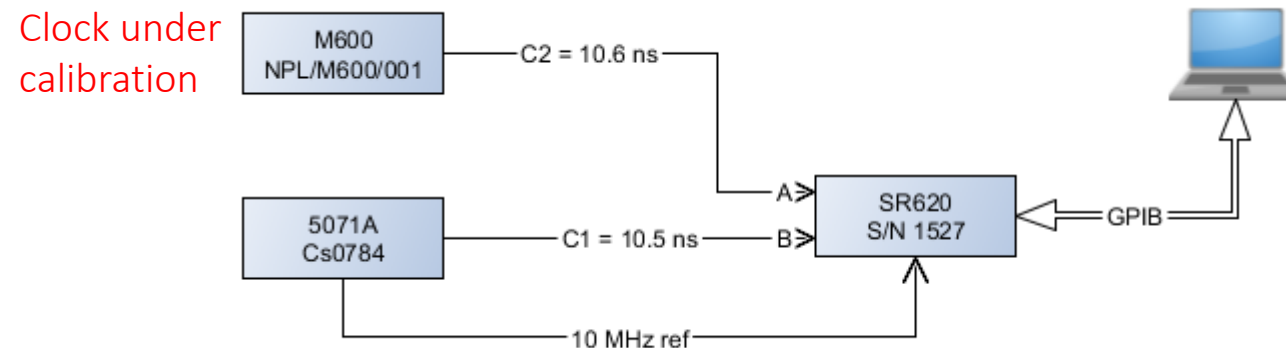 Clock under
calibration
M600
NPL/M600/001
C2 = 10.6 ns
A
5071A
Cs0784
C1 = 10.5 ns
B
SR620
S/N 1527
GPIB
10 MHz ref